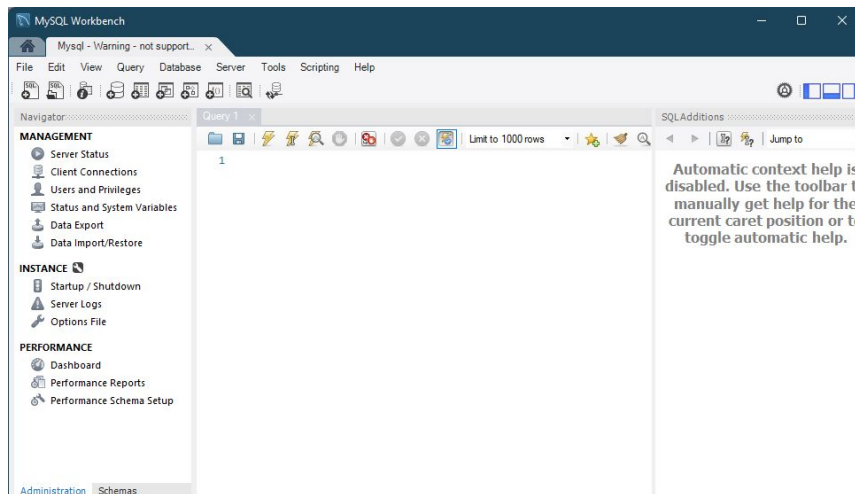 MySQL Workbench
Mysql - Warning - not support...
File Edit View Query Database Server Tools Scripting Help
Navigator
MANAGEMENT
Server Status
Client Connections
Users and Privileges
Status and System Variables
Data Export
Data Import/Restore
INSTANCE
Startup / Shutdown
Server Logs
Options File
PERFORMANCE
Dashboard
Performance Reports
Performance Schema Setup
Administration Schemas
Query 1
Limit to 1000 rows
1
SQLAdditions
Jump to
Automatic context help is
disabled. Use the toolbar t
manually get help for the
current caret position or t
toggle automatic help.